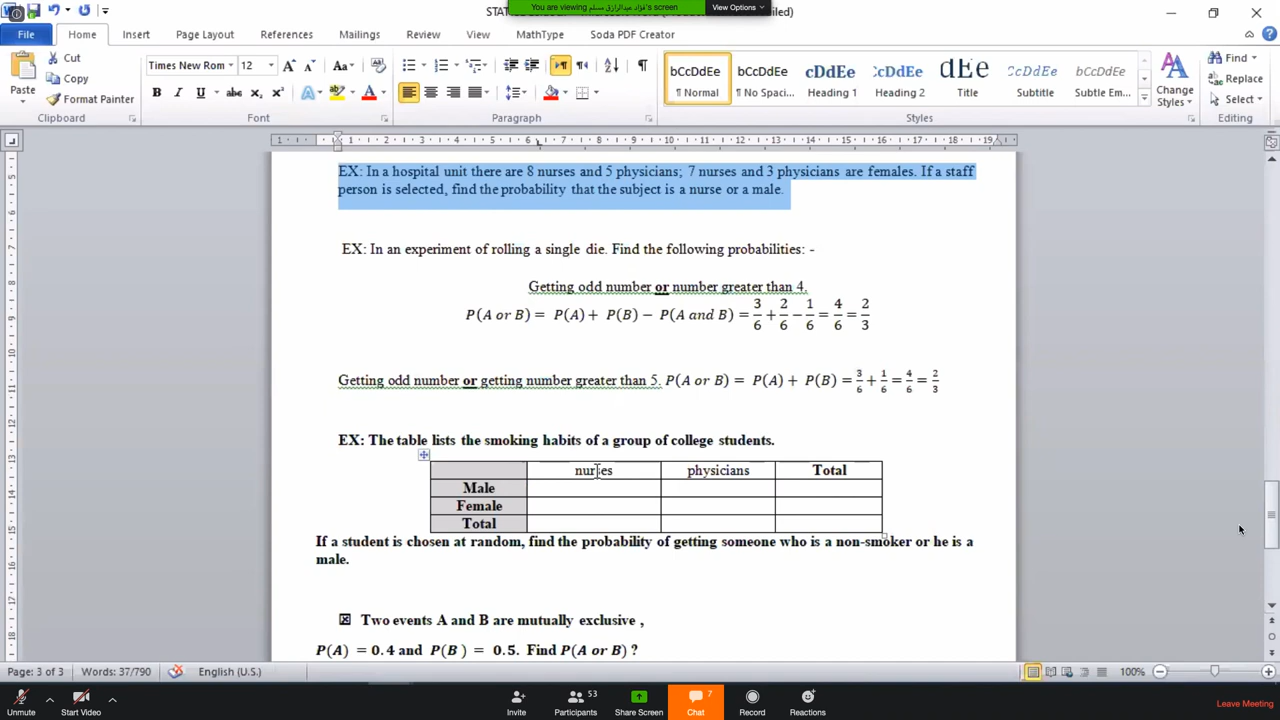 You are viewing فؤاد عبدالرازق مسلم's screen
View Options
File Home Insert Page Layout References Mailings Review View MathType Soda PDF Creator
Paste
Cut
Copy
Format Painter
Clipboard
Times New Rom 12
Paragraph
bCcDdEe bCcDdEe cDdEe bCcDdEe dEe CcDdEe bCcDdEe
¶ Normal ¶ No Spaci... Heading 1 Heading 2 Title Subtitle Subtle Em...
Change Styles
Styles
Find
Replace
Select
Editing
EX: In a hospital unit there are 8 nurses and 5 physicians; 7 nurses and 3 physicians are females. If a staff
person is selected, find the probability that the subject is a nurse or a male.
EX: In an experiment of rolling a single die. Find the following probabilities: -
Getting odd number or number greater than 4.
P(A or B) = P(A) + P(B) − P(A and B) = 3/6 + 2/6 − 1/6 = 4/6 = 2/3
Getting odd number or getting number greater than 5. P(A or B) = P(A) + P(B) = 3/6 + 1/6 = 4/6 = 2/3
EX: The table lists the smoking habits of a group of college students.
nurses physicians Total
Male
Female
Total
If a student is chosen at random, find the probability of getting someone who is a non-smoker or he is a
male.
Two events A and B are mutually exclusive ,
P(A) = 0.4 and P(B) = 0.5. Find P(A or B) ?
Page: 3 of 3 Words: 37/790 English (U.S.) 100%
Unmute Start Video Invite Participants 53 Share Screen Chat 7 Record Reactions Leave Meeting